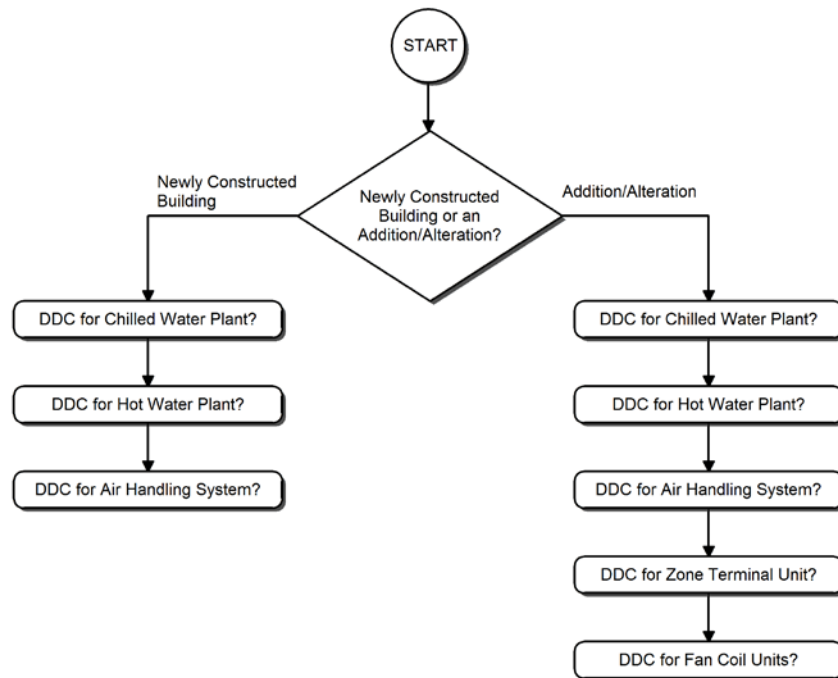 START
Newly Constructed
Building
Newly Constructed
Building or an
Addition/Alteration?
Addition/Alteration
DDC for Chilled Water Plant?
DDC for Hot Water Plant?
DDC for Air Handling System?
DDC for Chilled Water Plant?
DDC for Hot Water Plant?
DDC for Air Handling System?
DDC for Zone Terminal Unit?
DDC for Fan Coil Units?